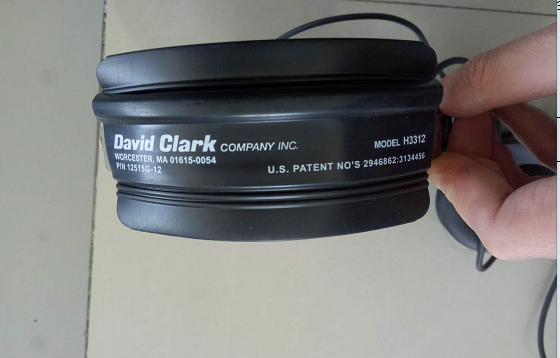 David Clark COMPANY INC.
WORCESTER, MA 01615-0054
P/N 12515G-12
MODEL H3312
U.S. PATENT NO'S 2946862:3134456